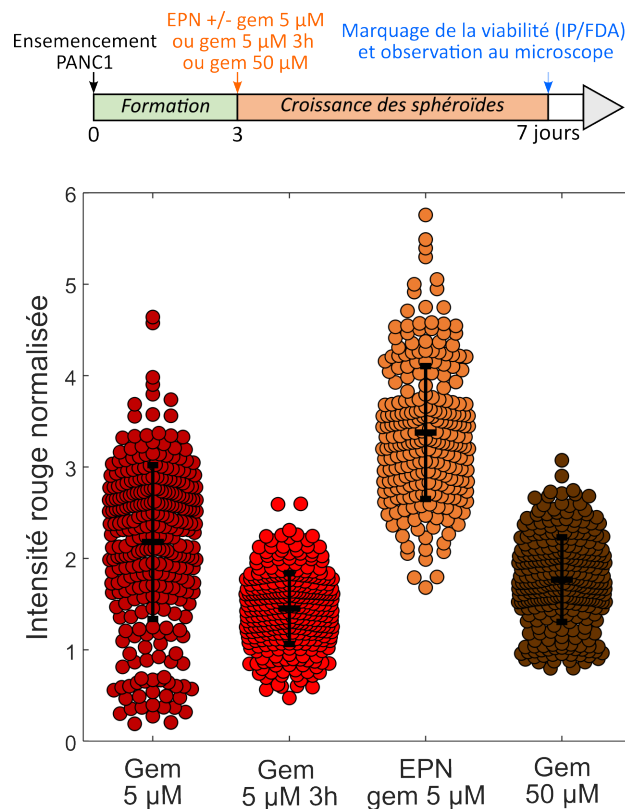 Ensemencement
PANC1
EPN +/- gem 5 µM
ou gem 5 µM 3h
ou gem 50 µM
Marquage de la viabilité (IP/FDA)
et observation au microscope
Formation
Croissance des sphéroïdes
0
3
7 jours
Intensité rouge normalisée
6
5
4
3
2
1
0
Gem
5 µM
Gem
5 µM 3h
EPN
gem 5 µM
Gem
50 µM